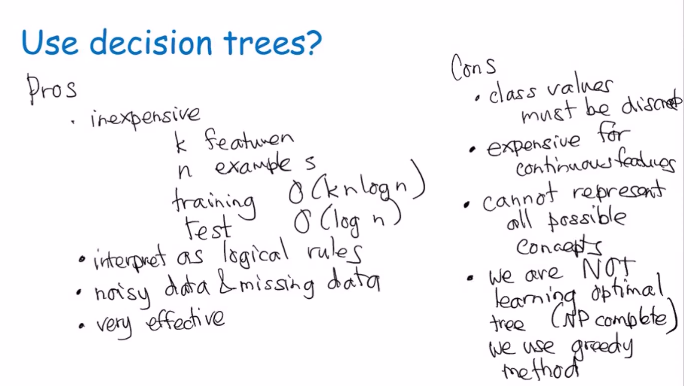 Use decision trees?
Pros
• inexpensive
k featuren
n examples
training O(knlogn)
test O(log n)
• interpret as logical rules
• noisy data & missing data
• very effective
Cons
• class values
must be discret
• expensive for
continuous features
• cannot represent
all possible
concepts
• we are NOT
learning optimal
tree (NP complete)
we use greedy
method